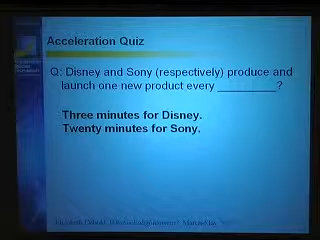 Acceleration Quiz
Q: Disney and Sony (respectively) produce and
launch one new product every __________?
Three minutes for Disney.
Twenty minutes for Sony.